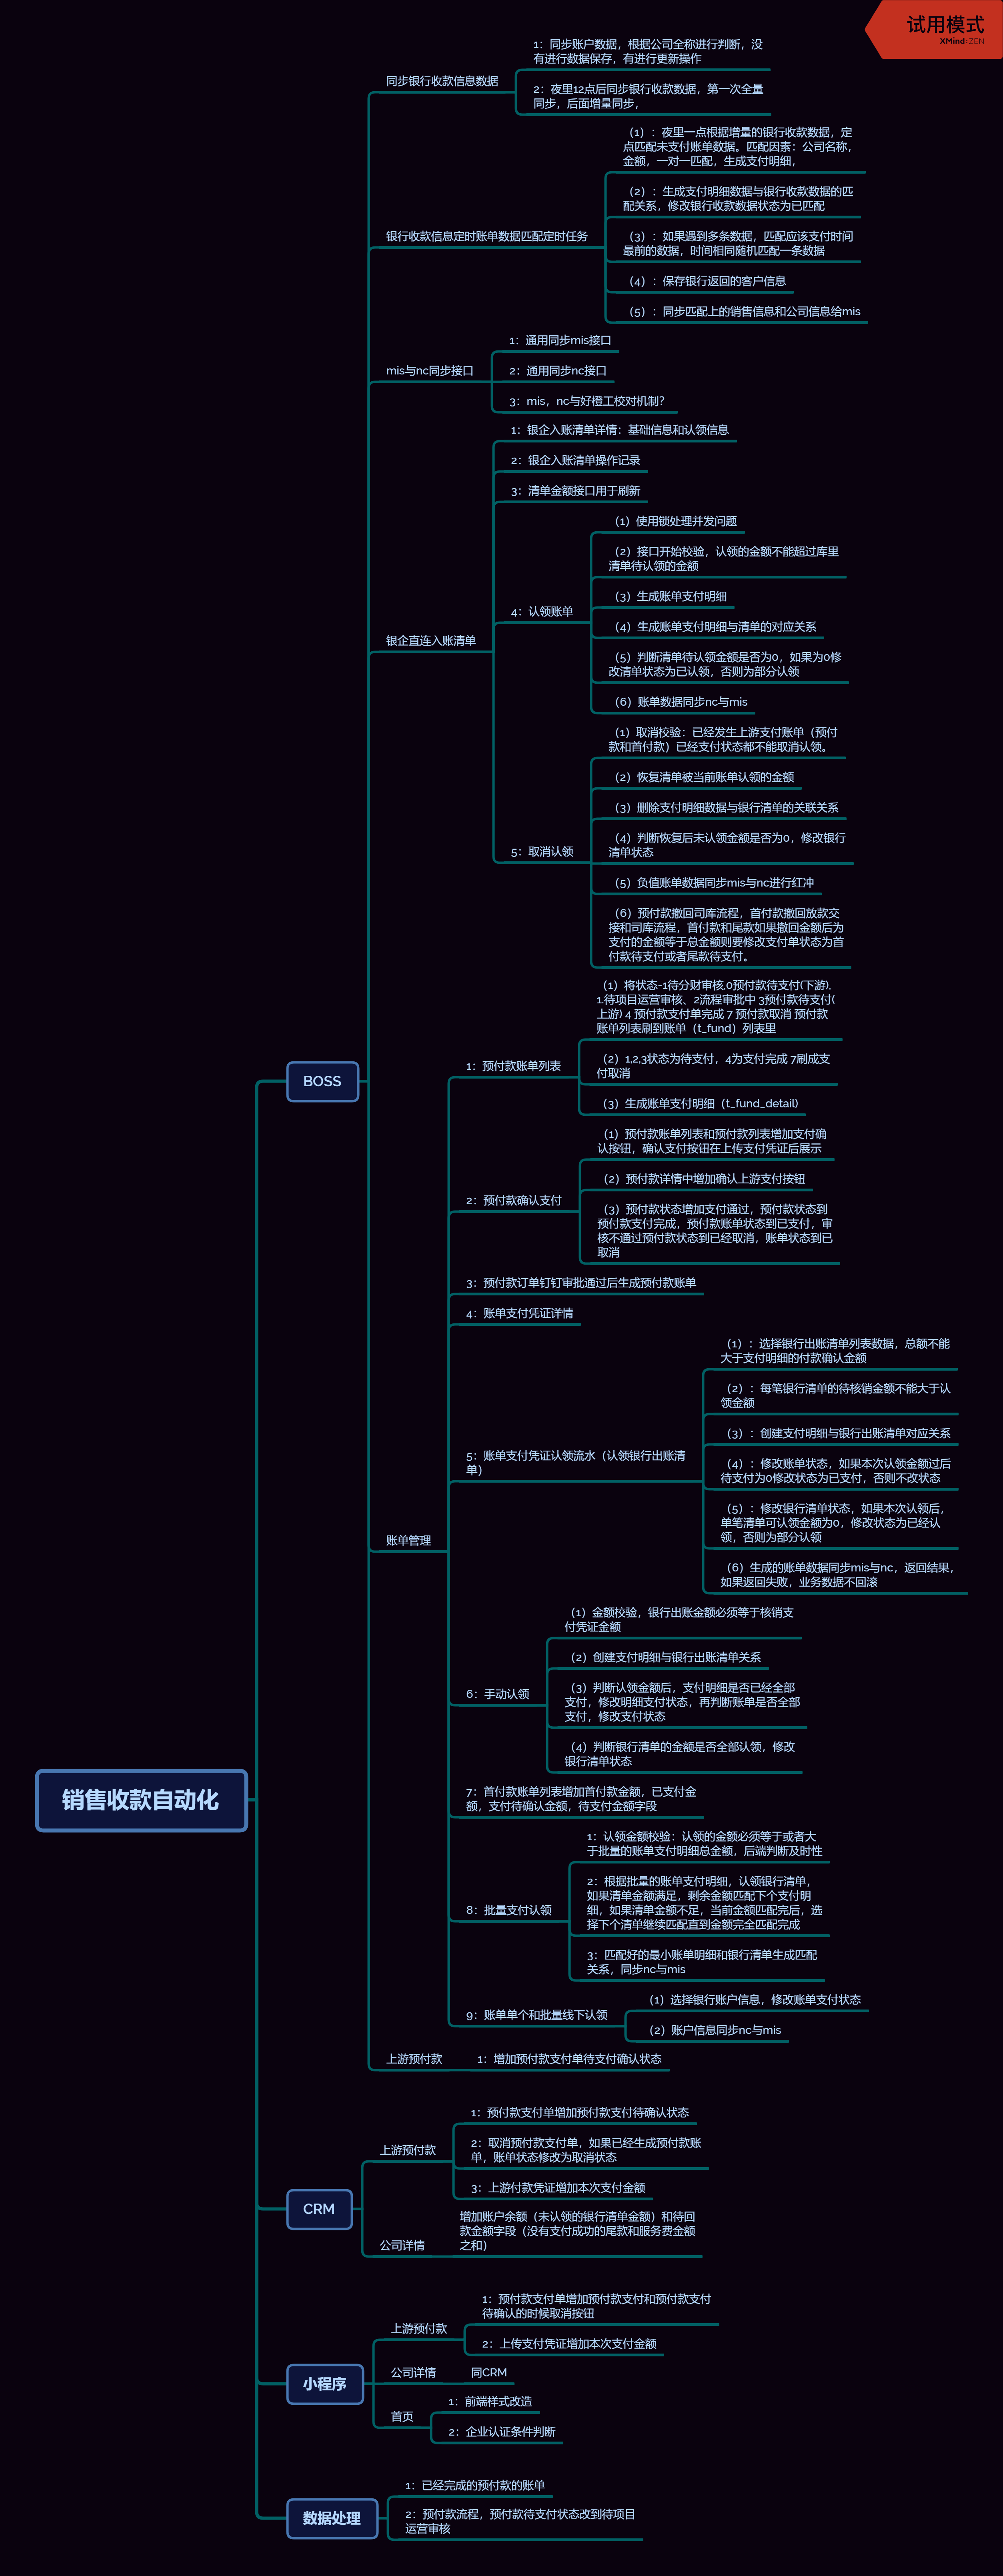 试用模式
XMind:ZEN
销售收款自动化
BOSS
同步银行收款信息数据
1：同步账户数据，根据公司全称进行判断，没
有进行数据保存，有进行更新操作
2：夜里12点后同步银行收款数据，第一次全量
同步，后面增量同步，
银行收款信息定时账单数据匹配定时任务
（1）：夜里一点根据增量的银行收款数据，定
点匹配未支付账单数据。匹配因素：公司名称，
金额，一对一匹配，生成支付明细，
（2）：生成支付明细数据与银行收款数据的匹
配关系，修改银行收款数据状态为已匹配
（3）：如果遇到多条数据，匹配应该支付时间
最前的数据，时间相同随机匹配一条数据
（4）：保存银行返回的客户信息
（5）：同步匹配上的销售信息和公司信息给mis
mis与nc同步接口
1：通用同步mis接口
2：通用同步nc接口
3：mis，nc与好橙工校对机制？
银企直连入账清单
1：银企入账清单详情：基础信息和认领信息
2：银企入账清单操作记录
3：清单金额接口用于刷新
4：认领账单
（1）使用锁处理并发问题
（2）接口开始校验，认领的金额不能超过库里
清单待认领的金额
（3）生成账单支付明细
（4）生成账单支付明细与清单的对应关系
（5）判断清单待认领金额是否为0，如果为0修
改清单状态为已认领，否则为部分认领
（6）账单数据同步nc与mis
5：取消认领
（1）取消校验：已经发生上游支付账单（预付
款和首付款）已经支付状态都不能取消认领。
（2）恢复清单被当前账单认领的金额
（3）删除支付明细数据与银行清单的关联关系
（4）判断恢复后未认领金额是否为0，修改银行
清单状态
（5）负值账单数据同步mis与nc进行红冲
（6）预付款撤回司库流程，首付款撤回放款交
接和司库流程，首付款和尾款如果撤回金额后为
支付的金额等于总金额则要修改支付单状态为首
付款待支付或者尾款待支付。
账单管理
1：预付款账单列表
（1）将状态-1待分财审核,0预付款待支付(下游),
1.待项目运营审核、2流程审批中 3预付款待支付(
上游) 4 预付款支付单完成 7 预付款取消 预付款
账单列表刷到账单（t_fund）列表里
（2）1,2,3状态为待支付，4为支付完成 7刷成支
付取消
（3）生成账单支付明细（t_fund_detail)
2：预付款确认支付
（1）预付款账单列表和预付款列表增加支付确
认按钮，确认支付按钮在上传支付凭证后展示
（2）预付款详情中增加确认上游支付按钮
（3）预付款状态增加支付通过，预付款状态到
预付款支付完成，预付款账单状态到已支付，审
核不通过预付款状态到已经取消，账单状态到已
取消
3：预付款订单钉钉审批通过后生成预付款账单
4：账单支付凭证详情
5：账单支付凭证认领流水（认领银行出账清
单）
（1）：选择银行出账清单列表数据，总额不能
大于支付明细的付款确认金额
（2）：每笔银行清单的待核销金额不能大于认
领金额
（3）：创建支付明细与银行出账清单对应关系
（4）：修改账单状态，如果本次认领金额过后
待支付为0修改状态为已支付，否则不改状态
（5）：修改银行清单状态，如果本次认领后，
单笔清单可认领金额为0，修改状态为已经认
领，否则为部分认领
（6）生成的账单数据同步mis与nc，返回结果，
如果返回失败，业务数据不回滚
6：手动认领
（1）金额校验，银行出账金额必须等于核销支
付凭证金额
（2）创建支付明细与银行出账清单关系
（3）判断认领金额后，支付明细是否已经全部
支付，修改明细支付状态，再判断账单是否全部
支付，修改支付状态
（4）判断银行清单的金额是否全部认领，修改
银行清单状态
7：首付款账单列表增加首付款金额，已支付金
额，支付待确认金额，待支付金额字段
8：批量支付认领
1：认领金额校验：认领的金额必须等于或者大
于批量的账单支付明细总金额，后端判断及时性
2：根据批量的账单支付明细，认领银行清单，
如果清单金额满足，剩余金额匹配下个支付明
细，如果清单金额不足，当前金额匹配完后，选
择下个清单继续匹配直到金额完全匹配完成
3：匹配好的最小账单明细和银行清单生成匹配
关系，同步nc与mis
9：账单单个和批量线下认领
（1）选择银行账户信息，修改账单支付状态
（2）账户信息同步nc与mis
上游预付款
1：增加预付款支付单待支付确认状态
CRM
上游预付款
1：预付款支付单增加预付款支付待确认状态
2：取消预付款支付单，如果已经生成预付款账
单，账单状态修改为取消状态
3：上游付款凭证增加本次支付金额
公司详情
增加账户余额（未认领的银行清单金额）和待回
款金额字段（没有支付成功的尾款和服务费金额
之和）
小程序
上游预付款
1：预付款支付单增加预付款支付和预付款支付
待确认的时候取消按钮
2：上传支付凭证增加本次支付金额
公司详情
同CRM
首页
1：前端样式改造
2：企业认证条件判断
数据处理
1：已经完成的预付款的账单
2：预付款流程，预付款待支付状态改到待项目
运营审核